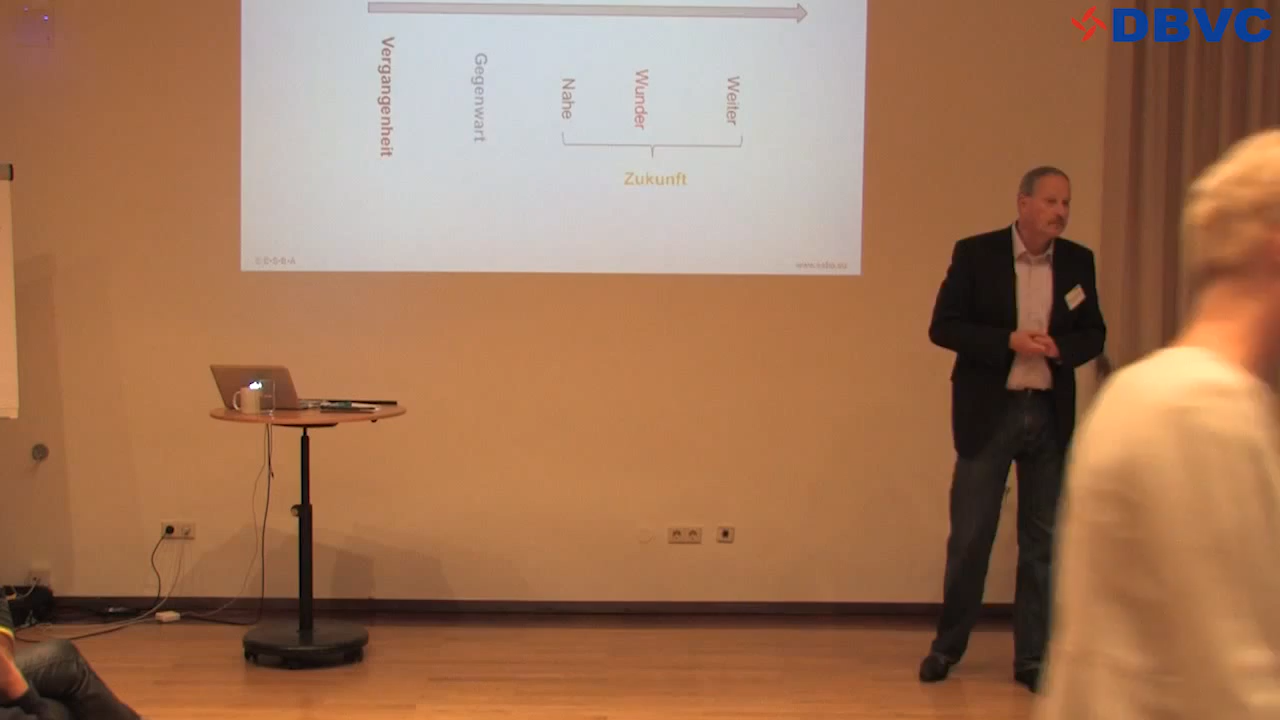 DBVC
Vergangenheit
Gegenwart
Nahe
Wunder
Weiter
Zukunft